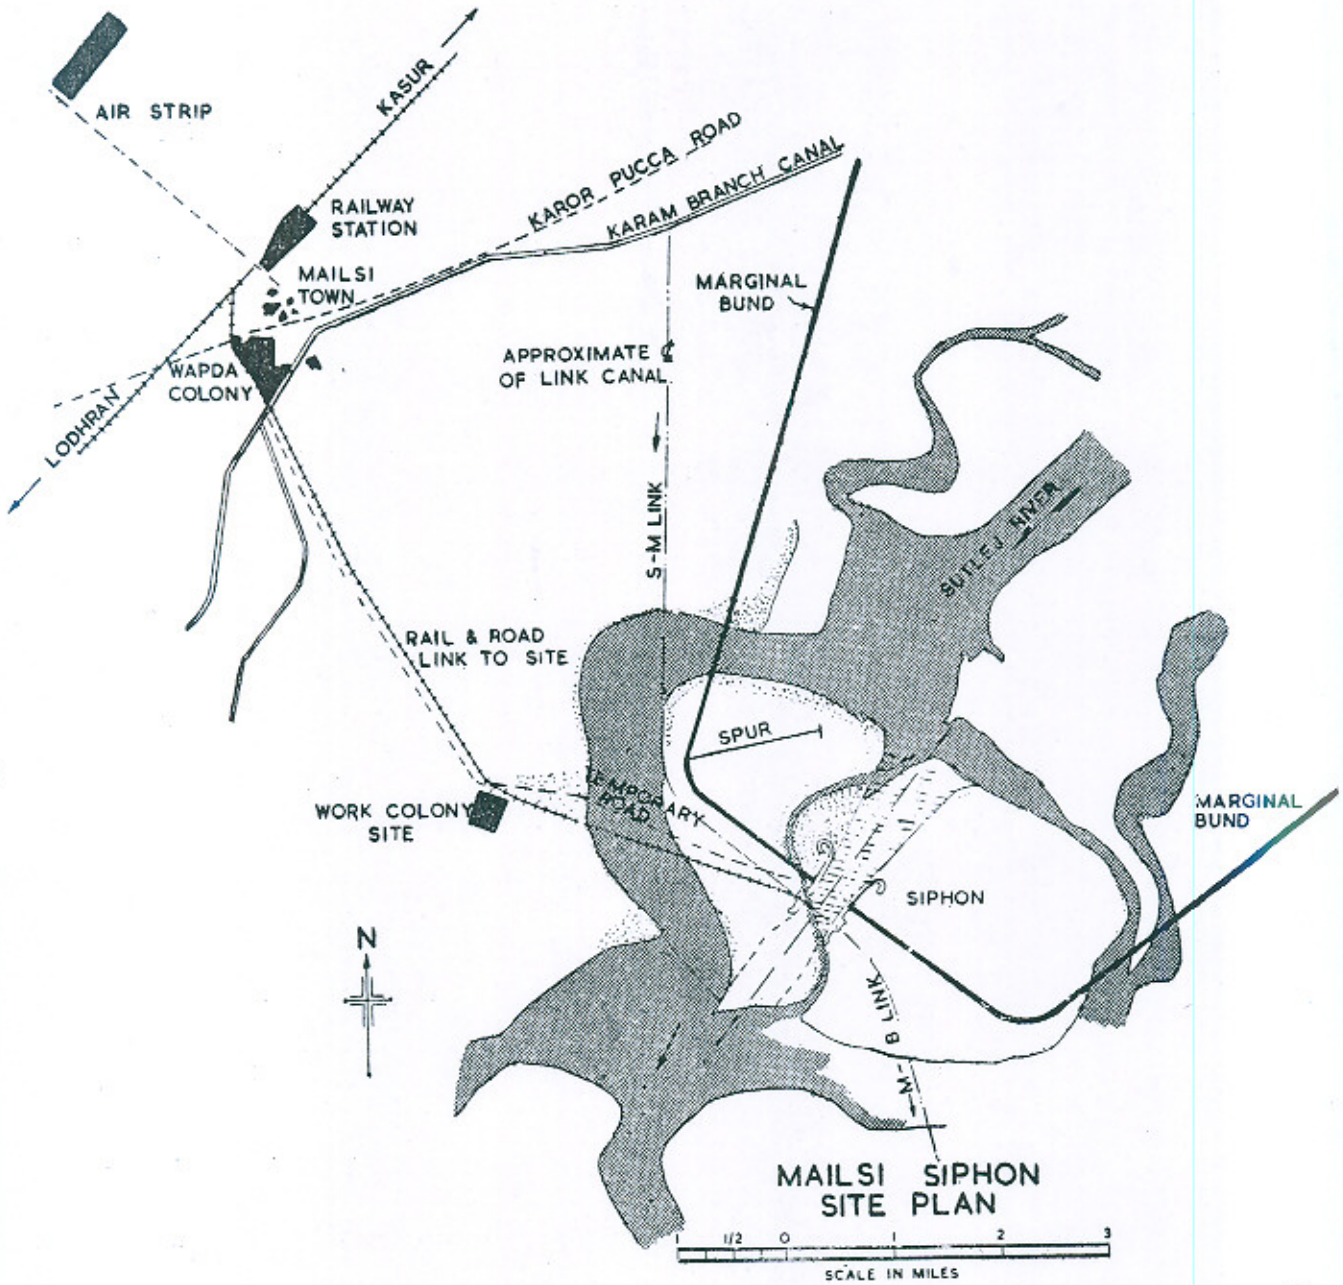 AIR STRIP
KASUR
RAILWAY
STATION
MAILSI
TOWN
KAROR PUCCA ROAD
KARAM BRANCH CANAL
MARGINAL
BUND
APPROXIMATE ℄
OF LINK CANAL
WAPDA
COLONY
LODHRAN
S-M LINK
SUTLEJ RIVER
RAIL & ROAD
LINK TO SITE
SPUR
TEMPORARY
ROAD
WORK COLONY
SITE
MARGINAL
BUND
SIPHON
N
M-B LINK
MAILSI SIPHON
SITE PLAN
1 1/2 0 1 2 3
SCALE IN MILES